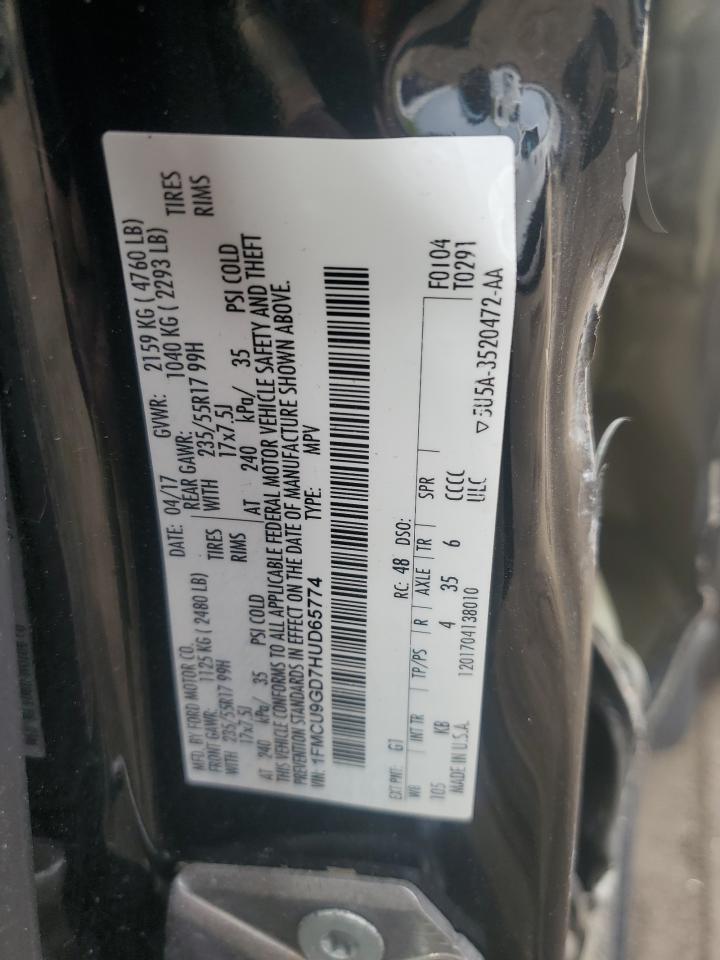 MFD. BY FORD MOTOR CO.
DATE: 04/17 GVWR: 2159 KG ( 4760 LB)
FRONT GAWR: 1125 KG ( 2480 LB) REAR GAWR: 1040 KG ( 2293 LB)
WITH 235/55R17 99H TIRES WITH 235/55R17 99H TIRES
17x7.5J RIMS 17x7.5J RIMS
AT 240 kPa/ 35 PSI COLD AT 240 kPa/ 35 PSI COLD
THIS VEHICLE CONFORMS TO ALL APPLICABLE FEDERAL MOTOR VEHICLE SAFETY AND THEFT
PREVENTION STANDARDS IN EFFECT ON THE DATE OF MANUFACTURE SHOWN ABOVE.
VIN: 1FMCU9GD7HUD65774 TYPE: MPV
EXT PNT: G1 RC: 48 DSO: F0104
WB INT TR TP/PS R AXLE TR SPR T0291
105 KB 4 35 6 CCCC
MADE IN U.S.A. 1201704138010 ULC
5U5A-3520472-AA